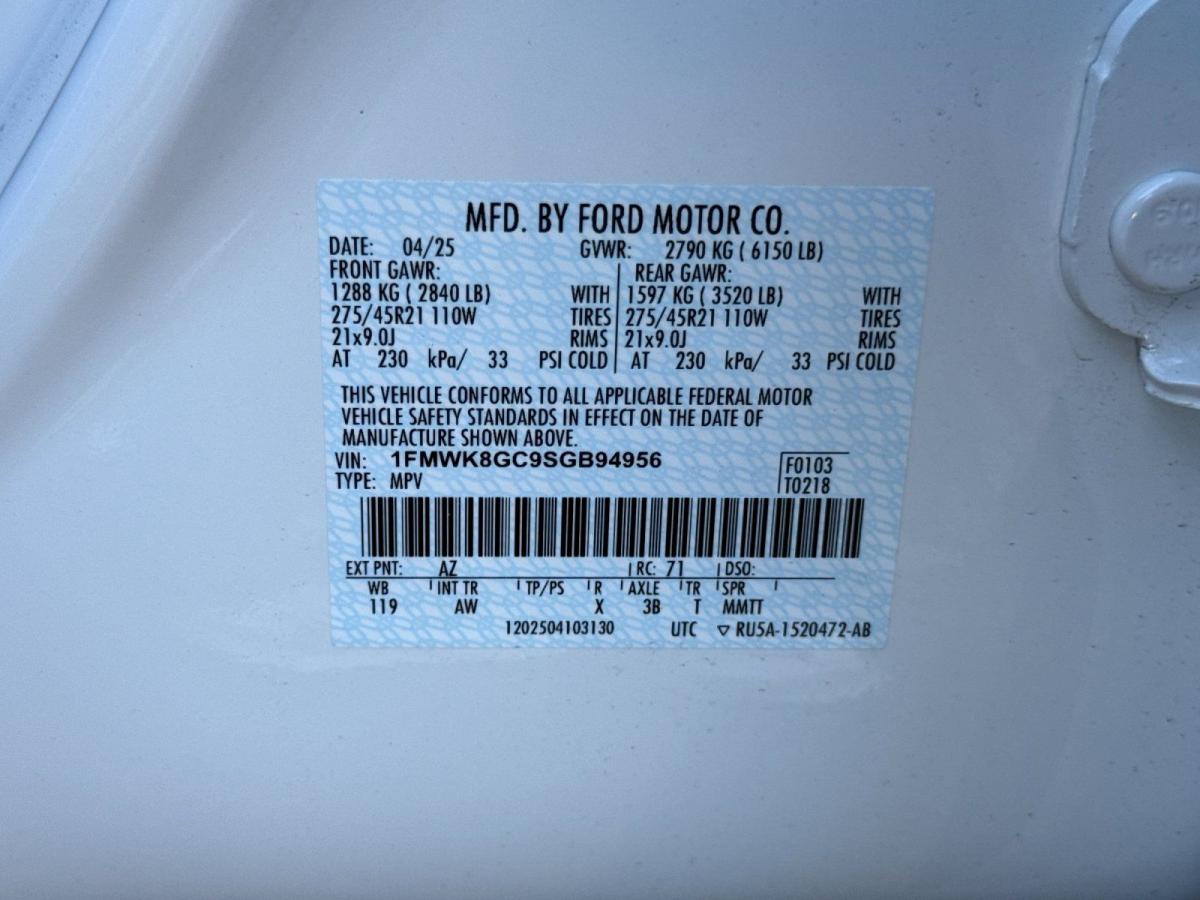 MFD. BY FORD MOTOR CO.
DATE: 04/25 GVWR: 2790 KG ( 6150 LB)
FRONT GAWR: REAR GAWR:
1288 KG ( 2840 LB) WITH 1597 KG ( 3520 LB) WITH
275/45R21 110W TIRES 275/45R21 110W TIRES
21x9.0J RIMS 21x9.0J RIMS
AT 230 kPa/ 33 PSI COLD AT 230 kPa/ 33 PSI COLD
THIS VEHICLE CONFORMS TO ALL APPLICABLE FEDERAL MOTOR
VEHICLE SAFETY STANDARDS IN EFFECT ON THE DATE OF
MANUFACTURE SHOWN ABOVE.
VIN: 1FMWK8GC9SGB94956 F0103
TYPE: MPV T0218
EXT PNT: AZ RC: 71 DSO:
WB INT TR TP/PS R AXLE TR SPR
119 AW X 3B T MMTT
1202504103130 UTC ▽ RU5A-1520472-AB